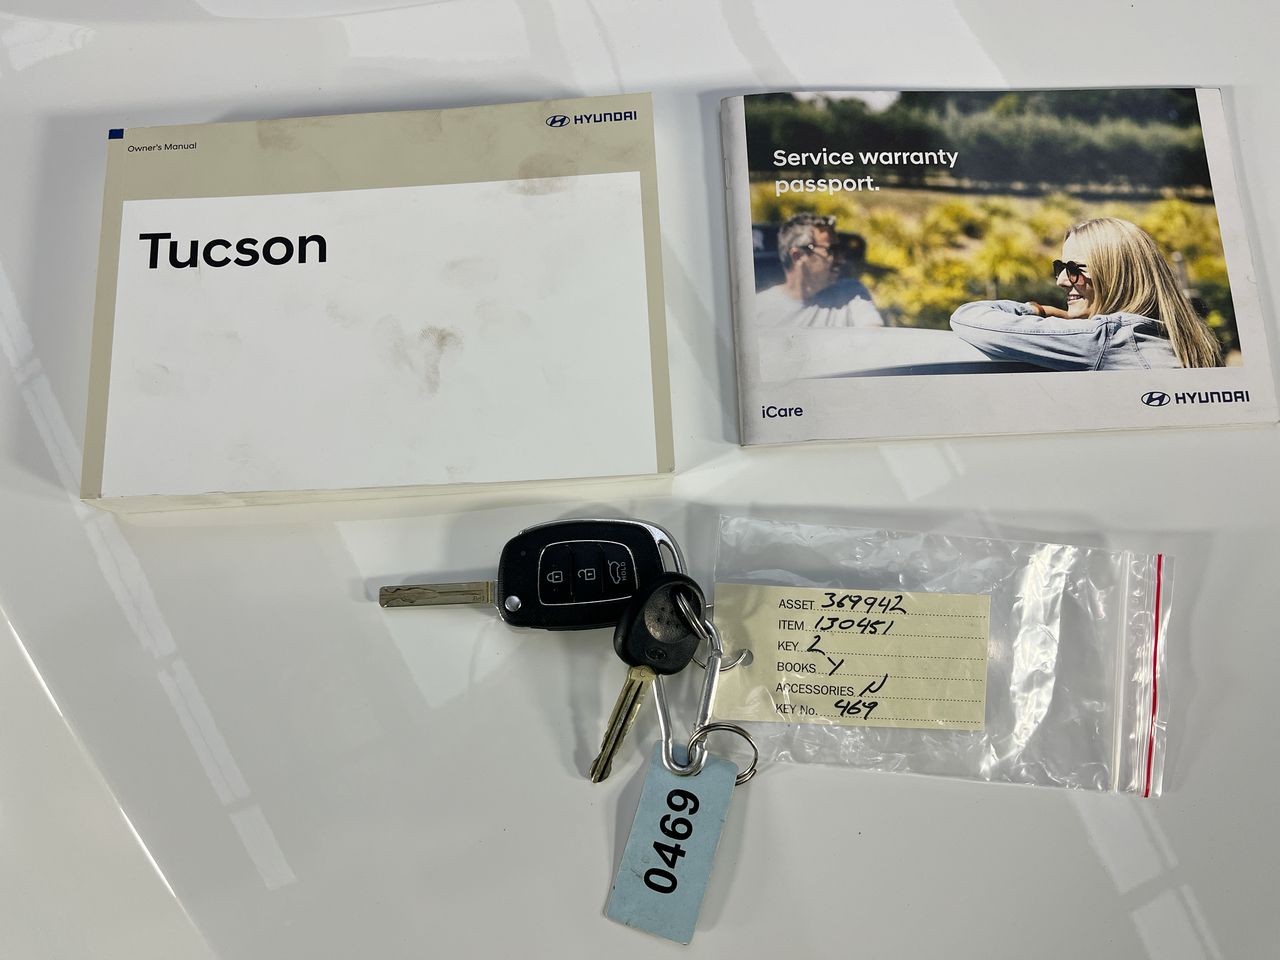 HYUNDAI
Owner's Manual
Tucson
Service warranty
passport.
iCare
HYUNDAI
HOLD
ASSET 369942
ITEM 130451
KEY 2
BOOKS Y
ACCESSORIES N
KEY No. 469
0469